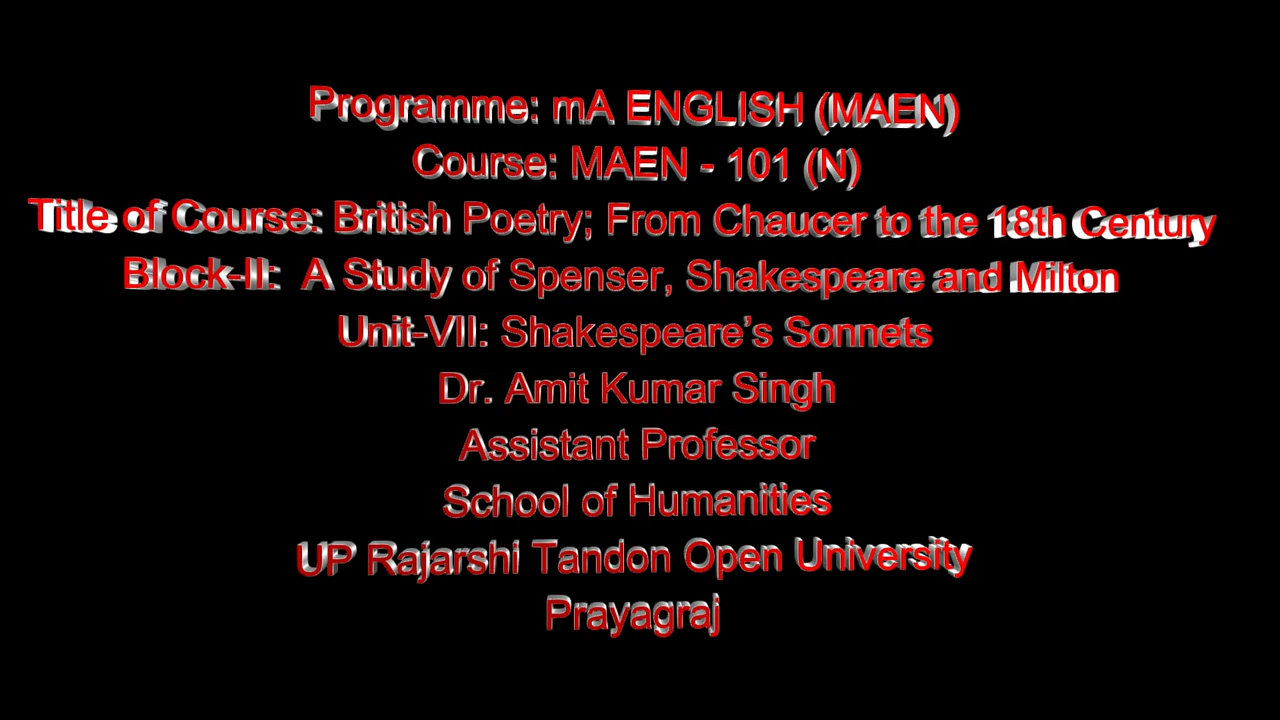 Programme: mA ENGLISH (MAEN)
Course: MAEN - 101 (N)
Title of Course: British Poetry; From Chaucer to the 18th Century
Block-II: A Study of Spenser, Shakespeare and Milton
Unit-VII: Shakespeare’s Sonnets
Dr. Amit Kumar Singh
Assistant Professor
School of Humanities
UP Rajarshi Tandon Open University
Prayagraj